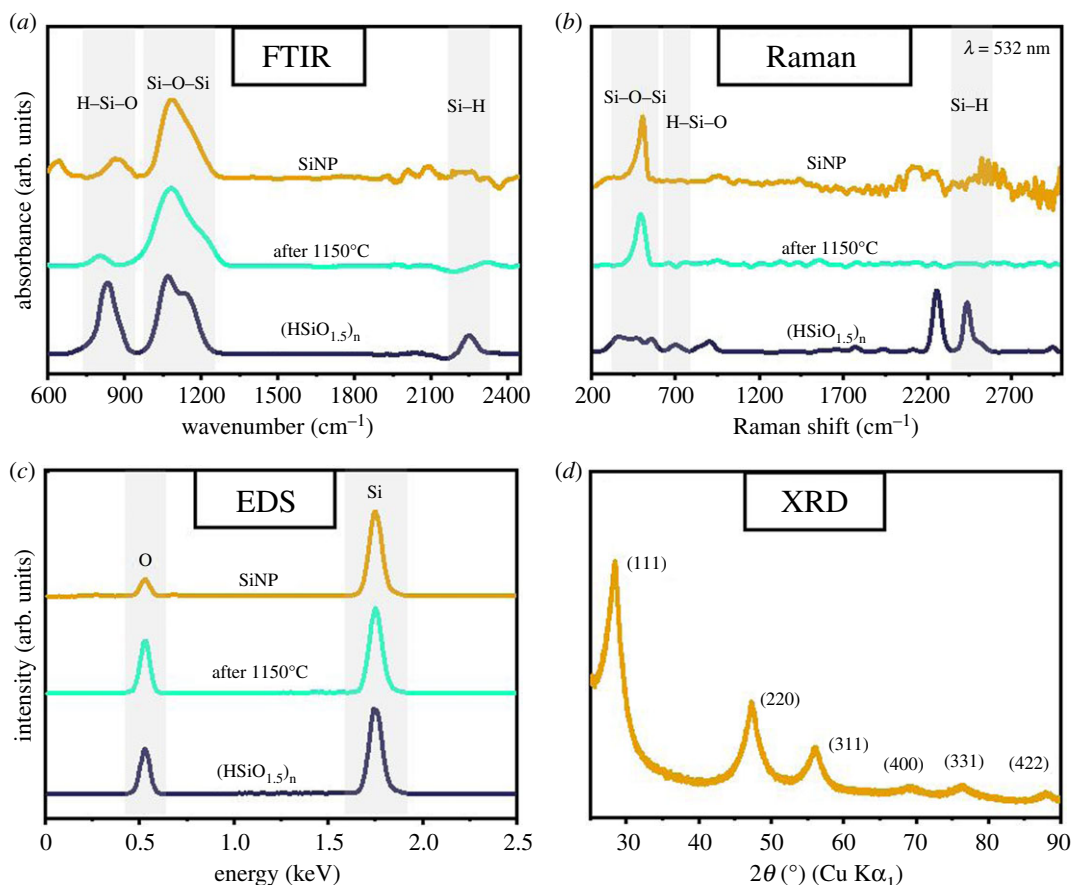 (a)
FTIR
Si–O–Si
H–Si–O
Si–H
SiNP
after 1150°C
(HSiO1.5)n
absorbance (arb. units)
600 900 1200 1500 1800 2100 2400
wavenumber (cm–1)
(b)
Raman
λ = 532 nm
Si–O–Si
H–Si–O
Si–H
SiNP
after 1150°C
(HSiO1.5)n
200 700 1200 1700 2200 2700
Raman shift (cm–1)
(c)
EDS
Si
O
SiNP
after 1150°C
(HSiO1.5)n
intensity (arb. units)
0 0.5 1.0 1.5 2.0 2.5
energy (keV)
(d)
XRD
(111)
(220)
(311)
(400)
(331)
(422)
30 40 50 60 70 80 90
2θ (°) (Cu Kα1)